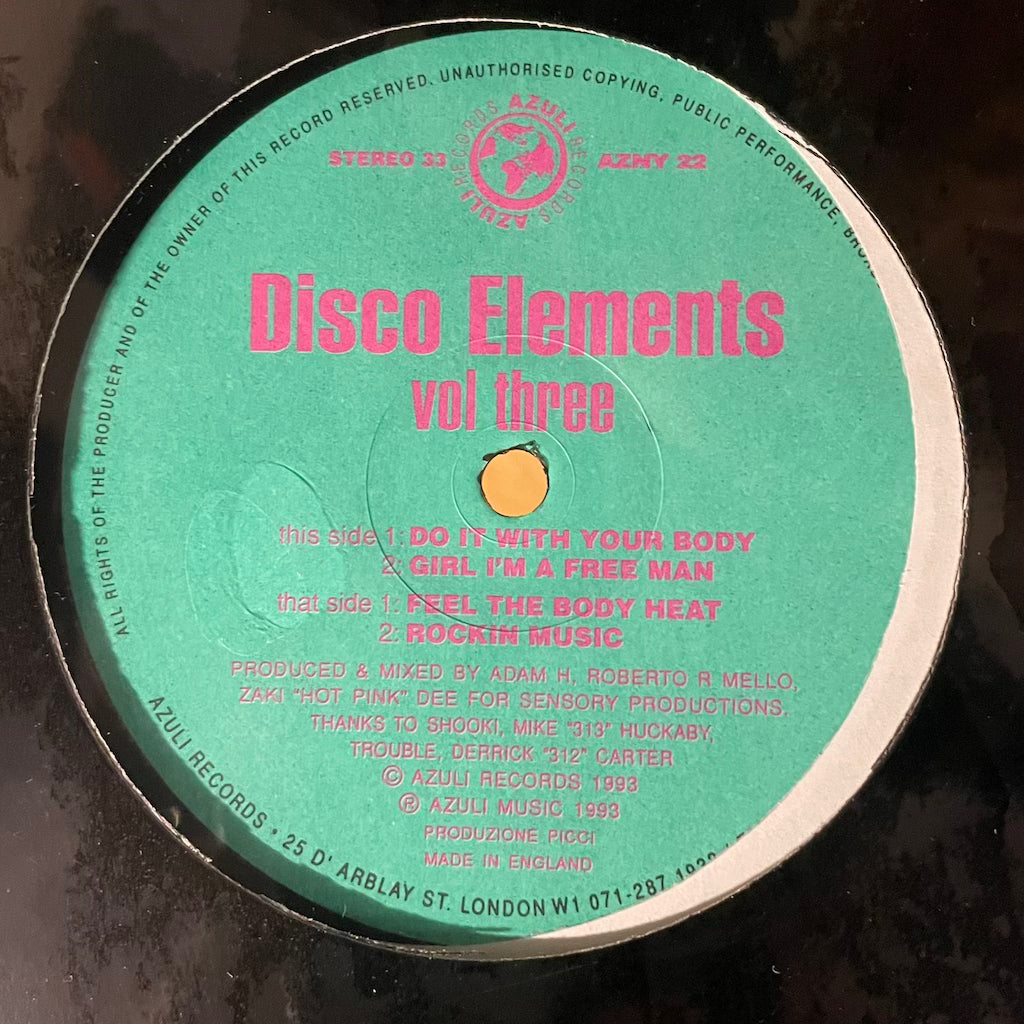 ALL RIGHTS OF THE PRODUCER AND OF THE OWNER OF THIS RECORD RESERVED. UNAUTHORISED COPYING, PUBLIC PERFORMANCE,
AZULI RECORDS AZULI RECORDS
STEREO 33
AZNY 22
Disco Elements
vol three
this side 1: DO IT WITH YOUR BODY
2: GIRL I'M A FREE MAN
that side 1: FEEL THE BODY HEAT
2: ROCKIN MUSIC
PRODUCED & MIXED BY ADAM H, ROBERTO R MELLO,
ZAKI "HOT PINK" DEE FOR SENSORY PRODUCTIONS.
THANKS TO SHOOKI, MIKE "313" HUCKABY,
TROUBLE, DERRICK "312" CARTER
© AZULI RECORDS 1993
® AZULI MUSIC 1993
PRODUZIONE PICCI
MADE IN ENGLAND
AZULI RECORDS • 25 D' ARBLAY ST. LONDON W1 071-287